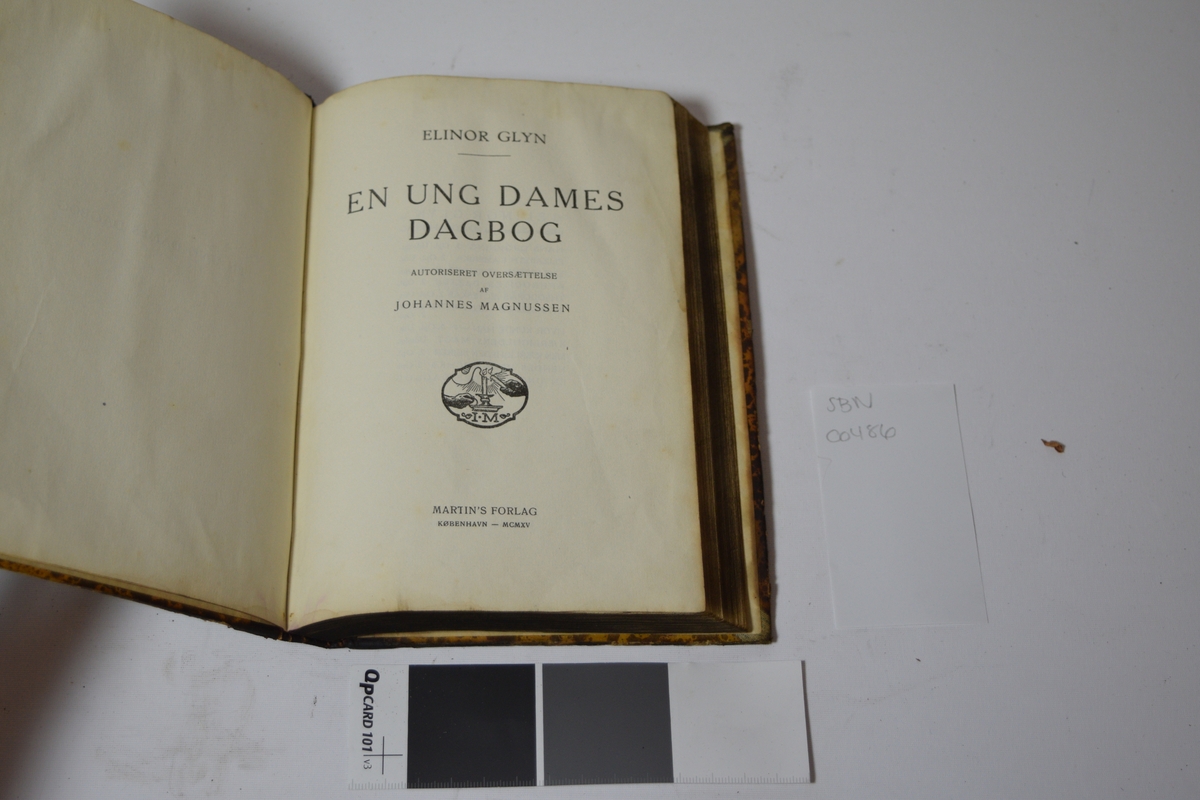 ELINOR GLYN
EN UNG DAMES
DAGBOG
AUTORISERET OVERSÆTTELSE
AF
JOHANNES MAGNUSSEN
I·M
MARTIN'S FORLAG
KØBENHAVN — MCMXV
SBN
00486
QPCARD 101 v3